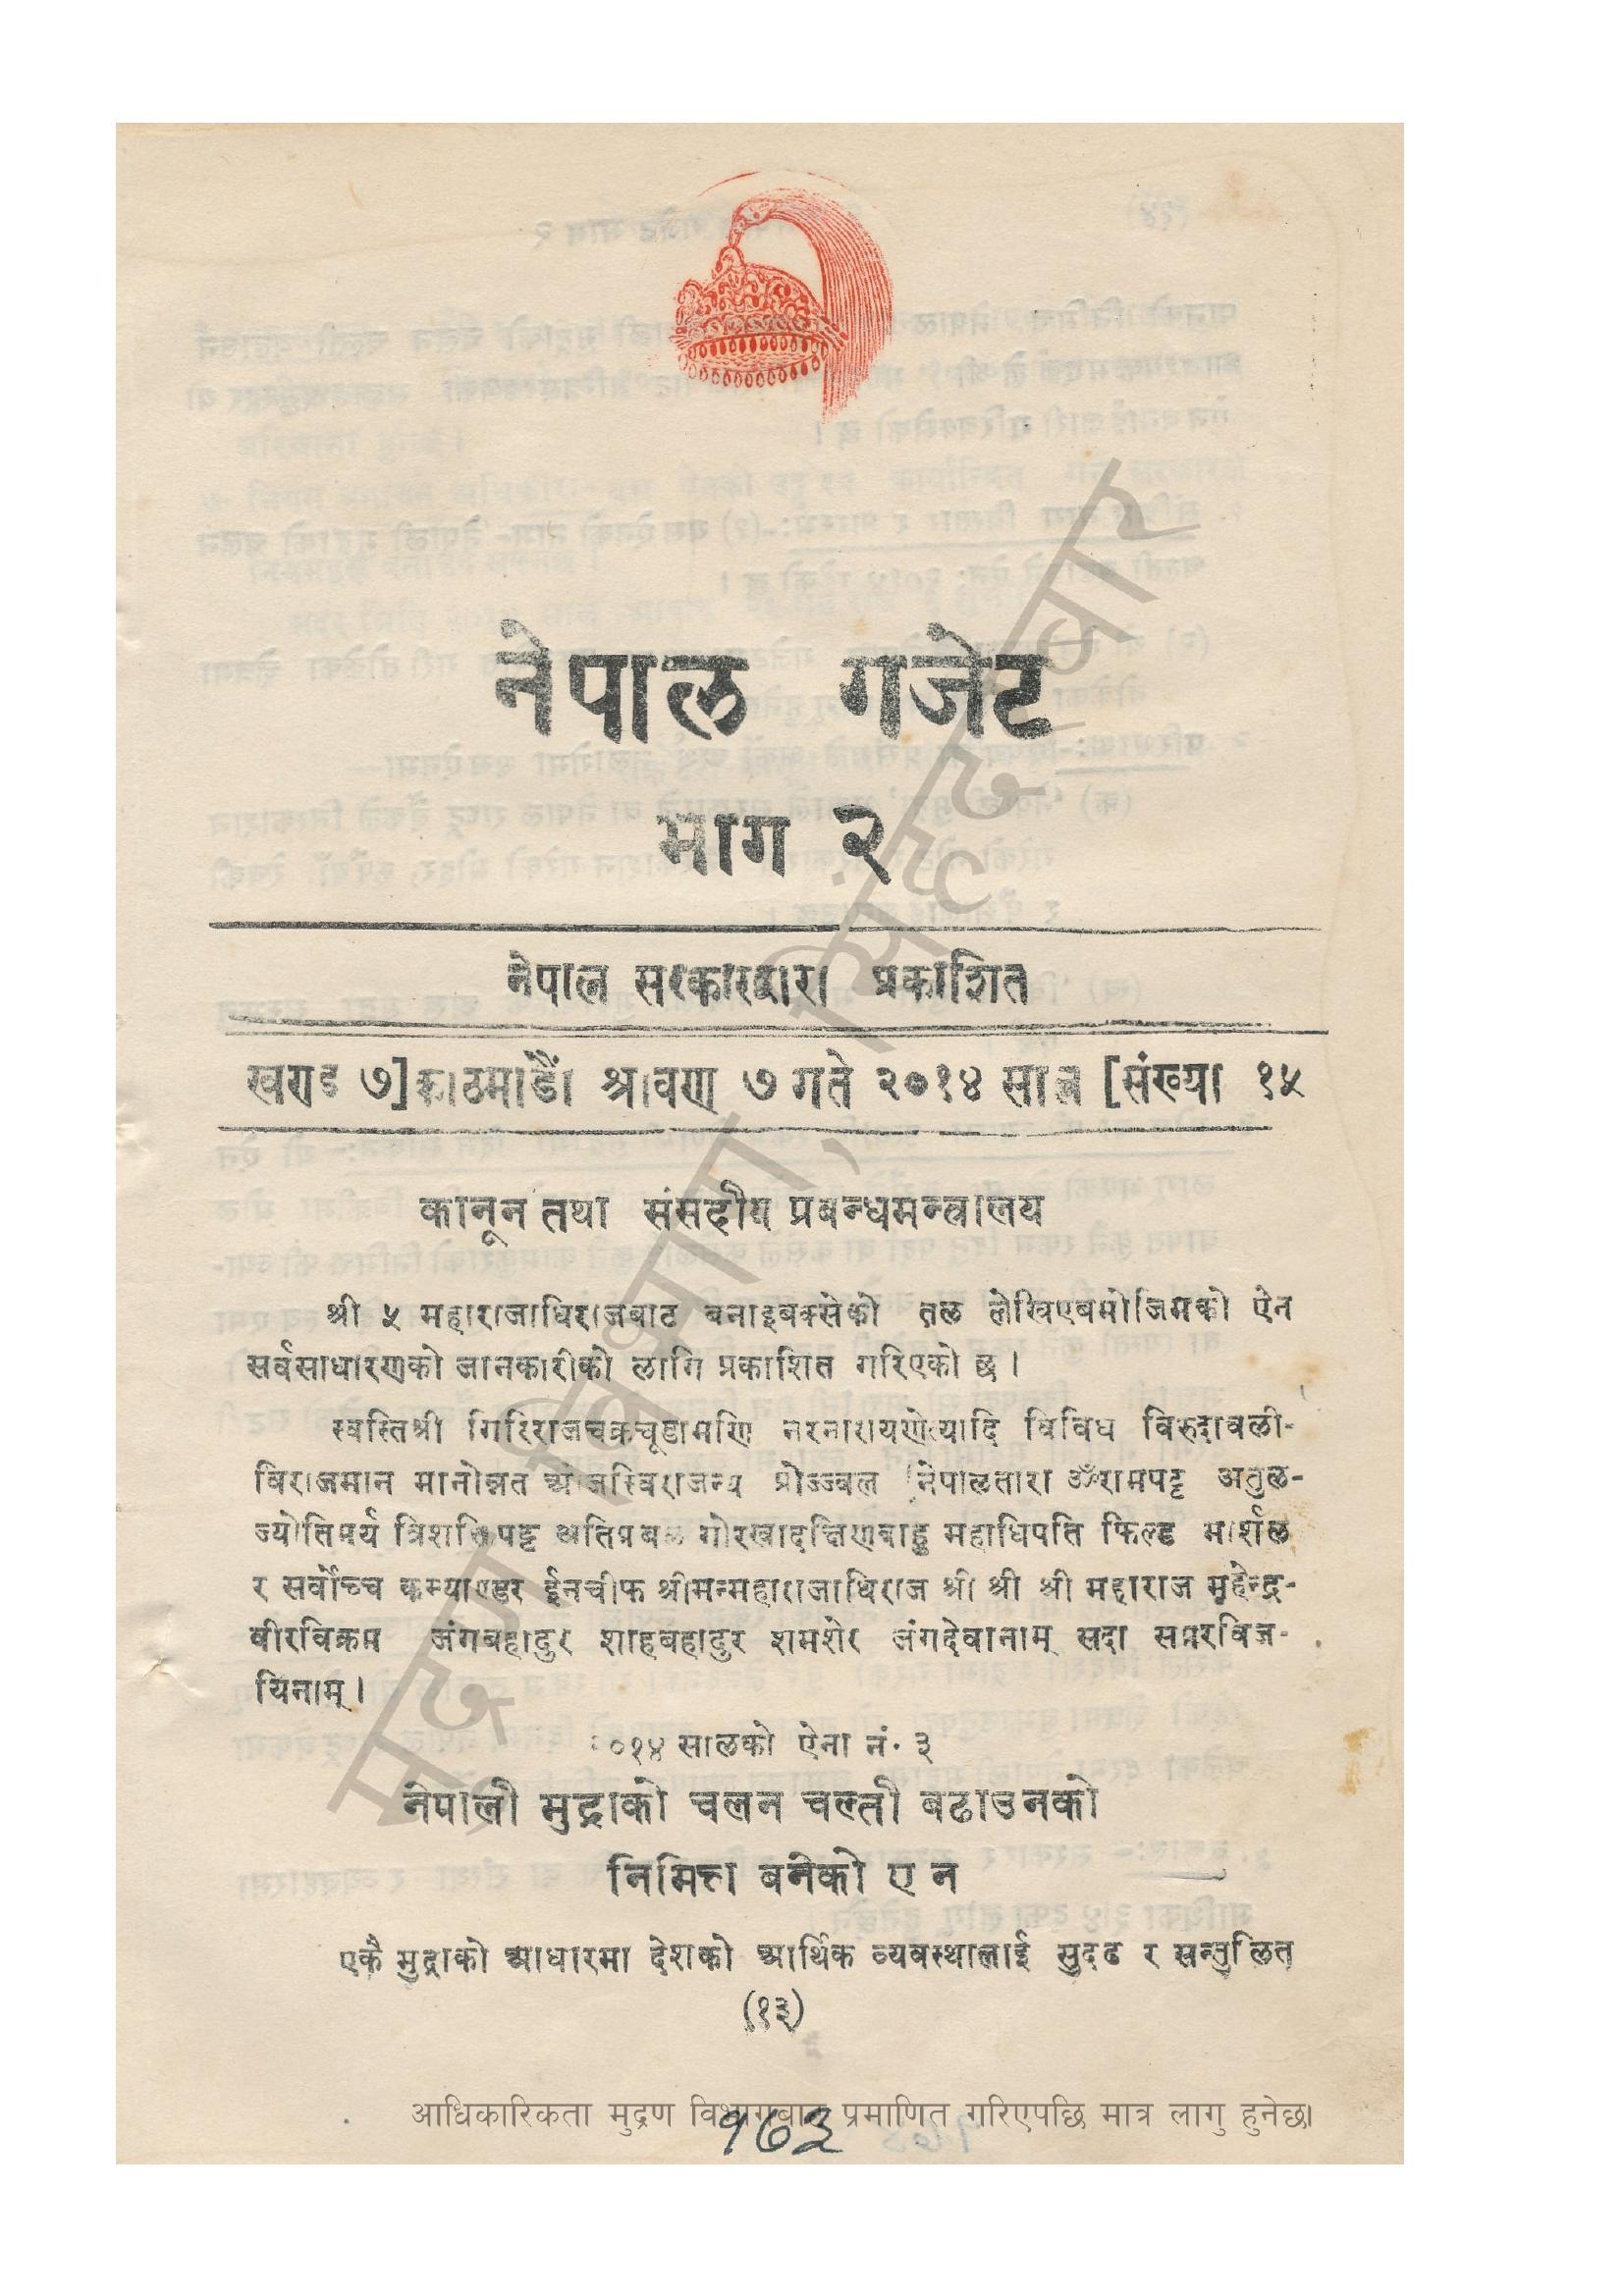 नेपाल गजेट
भाग २
नेपाल सरकारद्वारा प्रकाशित
खण्ड ७] काठमाडौं श्रावण ७ गते २०१४ साल [संख्या १५
कानून तथा संसदीय प्रबन्धमन्त्रालय
श्री ५ महाराजाधिराजबाट बनाइबक्सेको तल लेखिएबमोजिमको ऐन
सर्वसाधारणको जानकारीको लागि प्रकाशित गरिएको छ ।
स्वस्तिश्री गिरिराजचक्रचूडामणि नरनारायणेत्यादि विविध विरुदावली-
विराजमान मानोन्नत ओजस्विराजन्य प्रोज्ज्वल नेपालतारा ॐरामपट्ट अतुल-
ज्योतिर्मय त्रिशक्तिपट्ट अतिप्रबल गोरखादक्षिणबाहु महाधिपति फिल्ड मार्शल
र सर्वोच्च कम्याण्डर ईनचीफ श्रीमन्महाराजाधिराज श्री श्री श्री महाराज महेन्द्र-
वीरविक्रम जंगबहादुर शाहबहादुर शमशेर जंगदेवानाम् सदा समरविज-
यिनाम् ।
२०१४ सालको ऐना नं. ३
नेपाली मुद्राको चलन चल्ती बढाउनको
निमित्त बनेको ए न
एकै मुद्राको आधारमा देशको आर्थिक व्यवस्थालाई सुदृढ र सन्तुलित
(१३)
आधिकारिकता मुद्रण विभागबाट प्रमाणित गरिएपछि मात्र लागु हुनेछ।
१७३
मुद्रण विभाग, सिंहदरबार